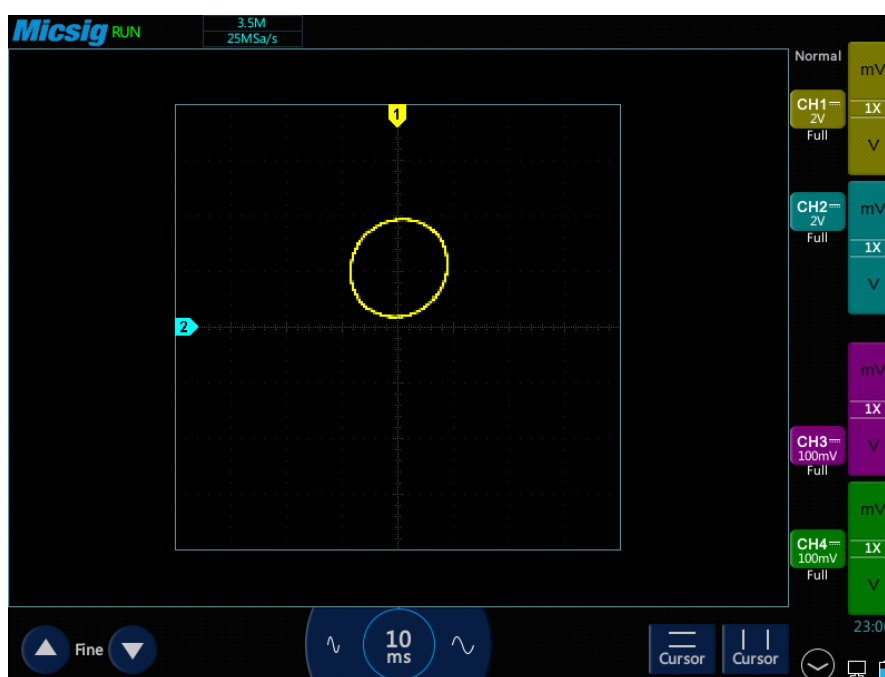 Micsig RUN
3.5M
25MSa/s
Normal
mV
CH1
2V
Full
1X
V
1
mV
CH2
2V
Full
1X
V
2
mV
1X
CH3
100mV
Full
V
mV
CH4
100mV
Full
1X
V
Fine
10
ms
Cursor
Cursor